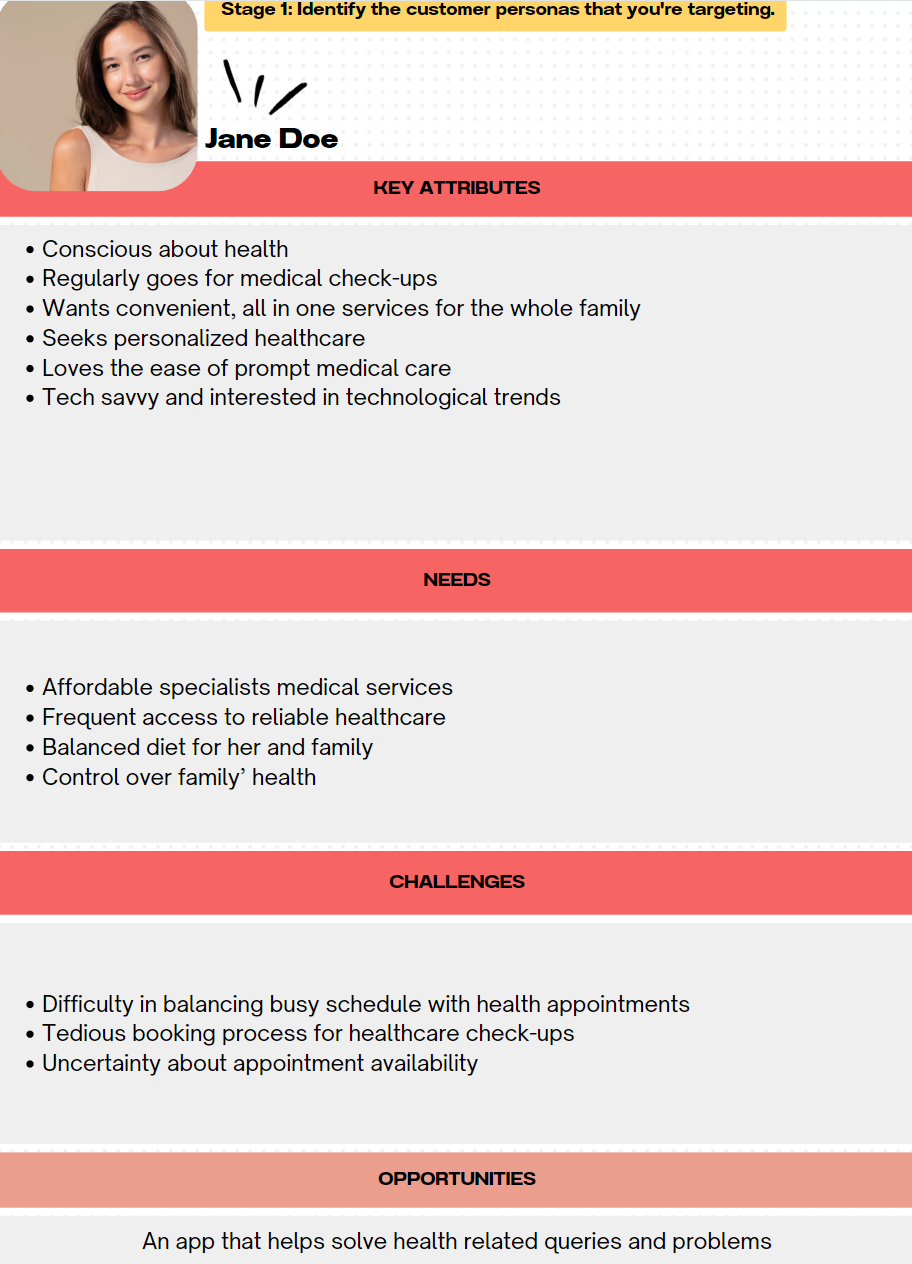 Stage 1: Identify the customer personas that you're targeting.
Jane Doe
KEY ATTRIBUTES
• Conscious about health
• Regularly goes for medical check-ups
• Wants convenient, all in one services for the whole family
• Seeks personalized healthcare
• Loves the ease of prompt medical care
• Tech savvy and interested in technological trends
NEEDS
• Affordable specialists medical services
• Frequent access to reliable healthcare
• Balanced diet for her and family
• Control over family’ health
CHALLENGES
• Difficulty in balancing busy schedule with health appointments
• Tedious booking process for healthcare check-ups
• Uncertainty about appointment availability
OPPORTUNITIES
An app that helps solve health related queries and problems